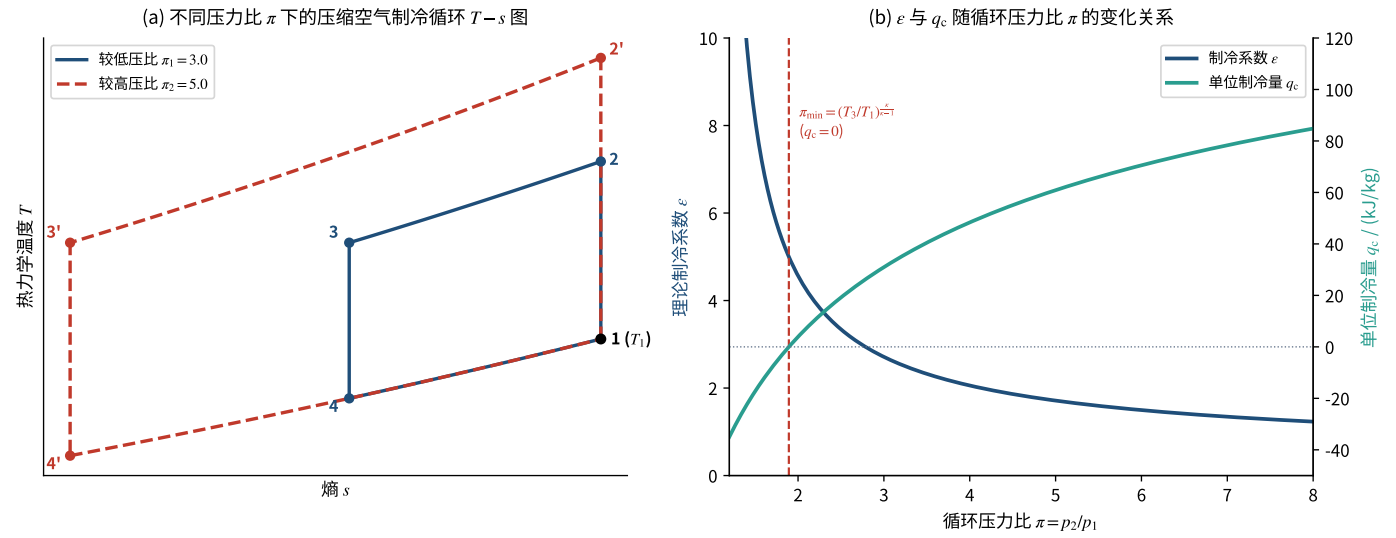 (a) 不同压力比 π 下的压缩空气制冷循环 T−s 图
较低压比 π₁=3.0
较高压比 π₂=5.0
2'
2
3
3'
1 (T₁)
4
4'
热力学温度 T
熵 s
(b) ε 与 q_c 随循环压力比 π 的变化关系
制冷系数 ε
单位制冷量 q_c
π_min=(T₃/T₁)^{κ/(κ−1)}
(q_c=0)
10
8
6
4
2
0
理论制冷系数 ε
120
100
80
60
40
20
0
-20
-40
单位制冷量 q_c / (kJ/kg)
2 3 4 5 6 7 8
循环压力比 π=p₂/p₁